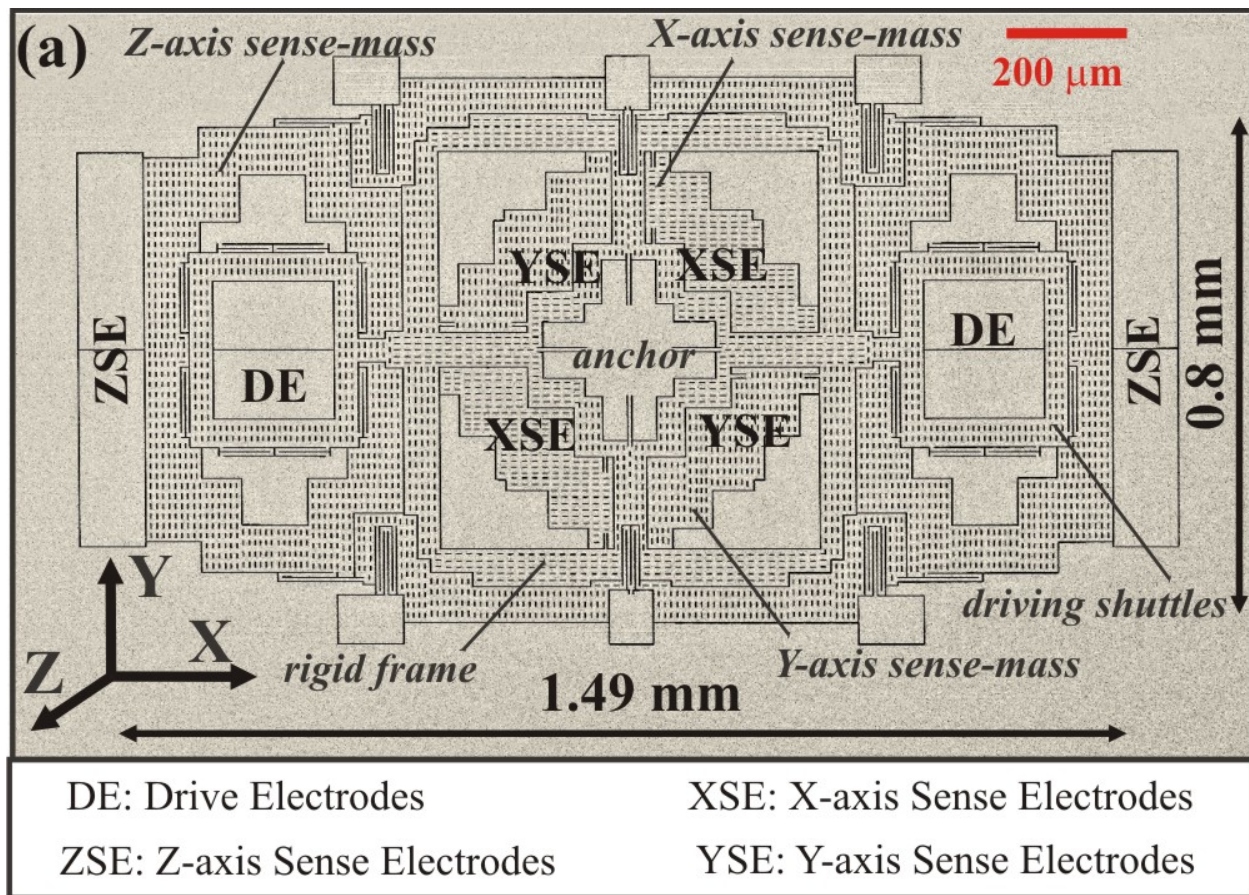 (a)
Z-axis sense-mass
X-axis sense-mass
200 μm
YSE
XSE
ZSE
DE
anchor
DE
ZSE
0.8 mm
XSE
YSE
Y
X
Z
driving shuttles
rigid frame
Y-axis sense-mass
1.49 mm
DE: Drive Electrodes
XSE: X-axis Sense Electrodes
ZSE: Z-axis Sense Electrodes
YSE: Y-axis Sense Electrodes